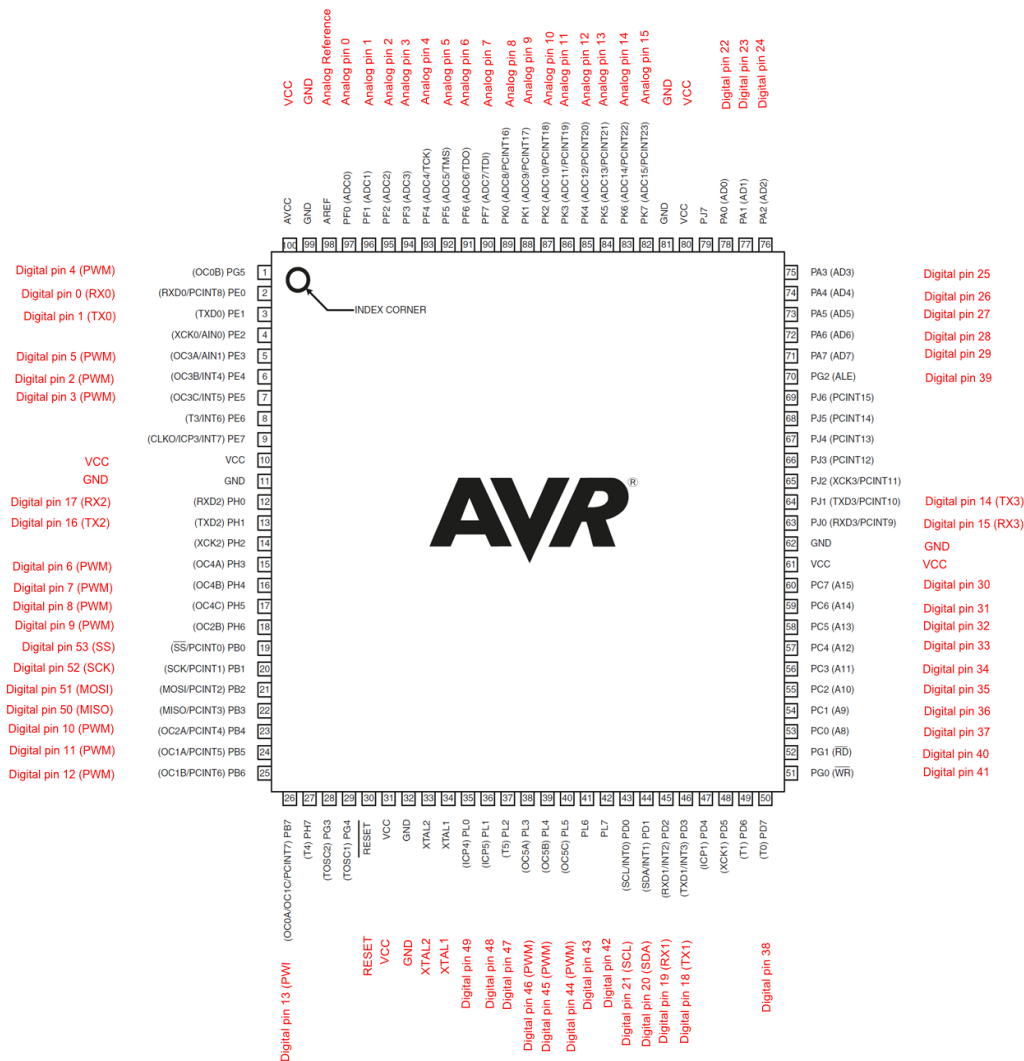 Analog Reference
Analog pin 0
Analog pin 1
Analog pin 2
Analog pin 3
Analog pin 4
Analog pin 5
Analog pin 6
Analog pin 7
Analog pin 8
Analog pin 9
Analog pin 10
Analog pin 11
Analog pin 12
Analog pin 13
Analog pin 14
Analog pin 15
Digital pin 22
Digital pin 23
Digital pin 24
VCC
GND
GND
VCC
AVCC
GND
AREF
PF0 (ADC0)
PF1 (ADC1)
PF2 (ADC2)
PF3 (ADC3)
PF4 (ADC4/TCK)
PF5 (ADC5/TMS)
PF6 (ADC6/TDO)
PF7 (ADC7/TDI)
PK0 (ADC8/PCINT16)
PK1 (ADC9/PCINT17)
PK2 (ADC10/PCINT18)
PK3 (ADC11/PCINT19)
PK4 (ADC12/PCINT20)
PK5 (ADC13/PCINT21)
PK6 (ADC14/PCINT22)
PK7 (ADC15/PCINT23)
GND
VCC
PJ7
PA0 (AD0)
PA1 (AD1)
PA2 (AD2)
100 99 98 97 96 95 94 93 92 91 90 89 88 87 86 85 84 83 82 81 80 79 78 77 76
INDEX CORNER
AVR®
Digital pin 4 (PWM) (OC0B) PG5 1
Digital pin 0 (RX0) (RXD0/PCINT8) PE0 2
Digital pin 1 (TX0) (TXD0) PE1 3
(XCK0/AIN0) PE2 4
Digital pin 5 (PWM) (OC3A/AIN1) PE3 5
Digital pin 2 (PWM) (OC3B/INT4) PE4 6
Digital pin 3 (PWM) (OC3C/INT5) PE5 7
(T3/INT6) PE6 8
(CLKO/ICP3/INT7) PE7 9
VCC VCC 10
GND GND 11
Digital pin 17 (RX2) (RXD2) PH0 12
Digital pin 16 (TX2) (TXD2) PH1 13
(XCK2) PH2 14
Digital pin 6 (PWM) (OC4A) PH3 15
Digital pin 7 (PWM) (OC4B) PH4 16
Digital pin 8 (PWM) (OC4C) PH5 17
Digital pin 9 (PWM) (OC2B) PH6 18
Digital pin 53 (SS) (SS/PCINT0) PB0 19
Digital pin 52 (SCK) (SCK/PCINT1) PB1 20
Digital pin 51 (MOSI) (MOSI/PCINT2) PB2 21
Digital pin 50 (MISO) (MISO/PCINT3) PB3 22
Digital pin 10 (PWM) (OC2A/PCINT4) PB4 23
Digital pin 11 (PWM) (OC1A/PCINT5) PB5 24
Digital pin 12 (PWM) (OC1B/PCINT6) PB6 25
75 PA3 (AD3) Digital pin 25
74 PA4 (AD4) Digital pin 26
73 PA5 (AD5) Digital pin 27
72 PA6 (AD6) Digital pin 28
71 PA7 (AD7) Digital pin 29
70 PG2 (ALE) Digital pin 39
69 PJ6 (PCINT15)
68 PJ5 (PCINT14)
67 PJ4 (PCINT13)
66 PJ3 (PCINT12)
65 PJ2 (XCK3/PCINT11)
64 PJ1 (TXD3/PCINT10) Digital pin 14 (TX3)
63 PJ0 (RXD3/PCINT9) Digital pin 15 (RX3)
62 GND GND
61 VCC VCC
60 PC7 (A15) Digital pin 30
59 PC6 (A14) Digital pin 31
58 PC5 (A13) Digital pin 32
57 PC4 (A12) Digital pin 33
56 PC3 (A11) Digital pin 34
55 PC2 (A10) Digital pin 35
54 PC1 (A9) Digital pin 36
53 PC0 (A8) Digital pin 37
52 PG1 (RD) Digital pin 40
51 PG0 (WR) Digital pin 41
26 27 28 29 30 31 32 33 34 35 36 37 38 39 40 41 42 43 44 45 46 47 48 49 50
(OC0A/OC1C/PCINT7) PB7
(T4) PH7
(TOSC2) PG3
(TOSC1) PG4
RESET
VCC
GND
XTAL2
XTAL1
(ICP4) PL0
(ICP5) PL1
(T5) PL2
(OC5A) PL3
(OC5B) PL4
(OC5C) PL5
PL6
PL7
(SCL/INT0) PD0
(SDA/INT1) PD1
(RXD1/INT2) PD2
(TXD1/INT3) PD3
(ICP1) PD4
(XCK1) PD5
(T1) PD6
(T0) PD7
Digital pin 13 (PWI
RESET
VCC
GND
XTAL2
XTAL1
Digital pin 49
Digital pin 48
Digital pin 47
Digital pin 46 (PWM)
Digital pin 45 (PWM)
Digital pin 44 (PWM)
Digital pin 43
Digital pin 42
Digital pin 21 (SCL)
Digital pin 20 (SDA)
Digital pin 19 (RX1)
Digital pin 18 (TX1)
Digital pin 38